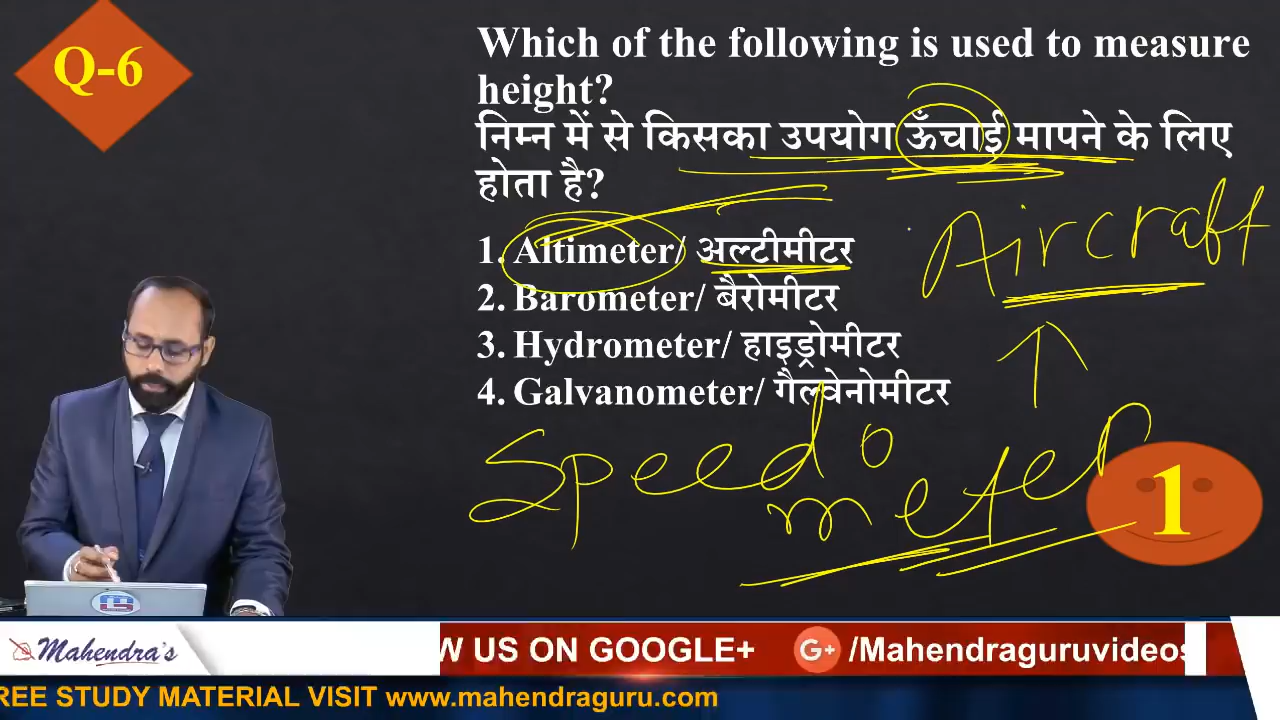 Q-6
Which of the following is used to measure
height?
निम्न में से किसका उपयोग ऊँचाई मापने के लिए
होता है?
1. Altimeter/ अल्टीमीटर
2. Barometer/ बैरोमीटर
3. Hydrometer/ हाइड्रोमीटर
4. Galvanometer/ गैल्वेनोमीटर
Aircraft
Speedo
meter
1
Mahendra's
W US ON GOOGLE+ G+ /Mahendraguruvideos
REE STUDY MATERIAL VISIT www.mahendraguru.com